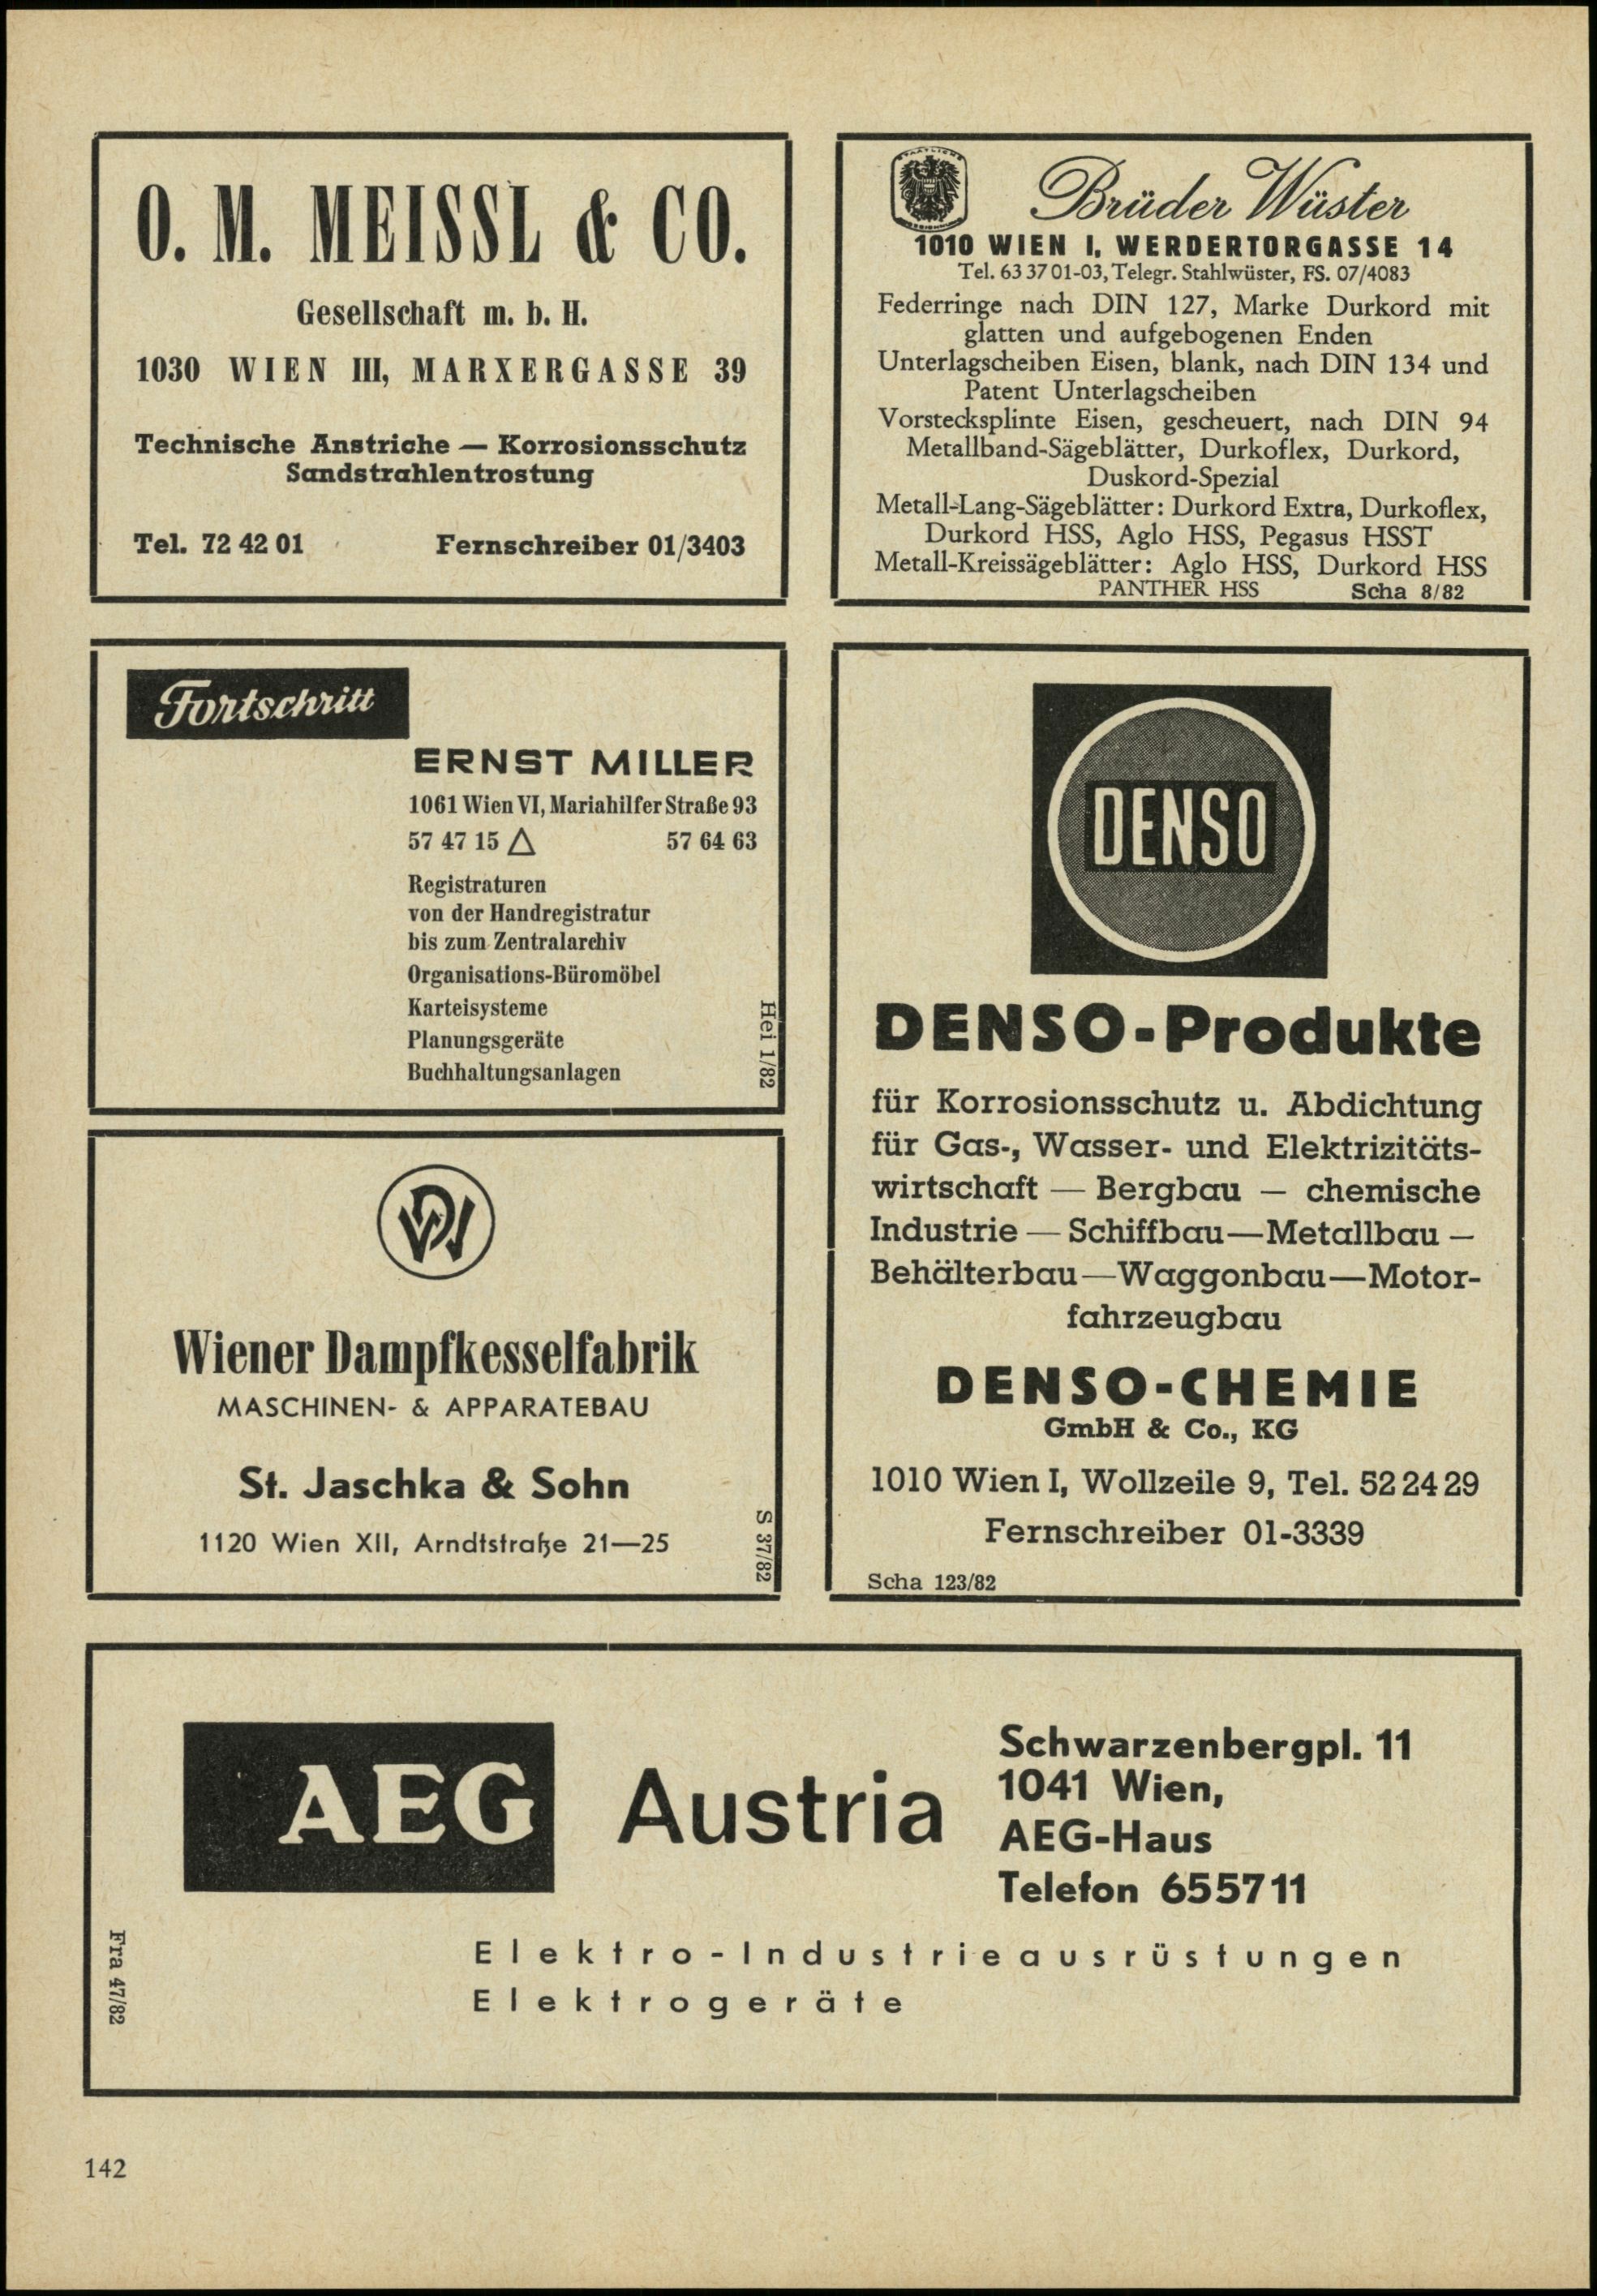 O. M. MEISSL & CO.
Gesellschaft m. b. H.
1030 WIEN III, MARXERGASSE 39
Technische Anstriche — Korrosionsschutz
Sandstrahlentrostung
Tel. 72 42 01 Fernschreiber 01/3403
Brüder Wüster
1010 WIEN I, WERDERTORGASSE 14
Tel. 63 37 01-03, Telegr. Stahlwüster, FS. 07/4083
Federringe nach DIN 127, Marke Durkord mit
glatten und aufgebogenen Enden
Unterlagscheiben Eisen, blank, nach DIN 134 und
Patent Unterlagscheiben
Vorstecksplinte Eisen, gescheuert, nach DIN 94
Metallband-Sägeblätter, Durkoflex, Durkord,
Duskord-Spezial
Metall-Lang-Sägeblätter: Durkord Extra, Durkoflex,
Durkord HSS, Aglo HSS, Pegasus HSST
Metall-Kreissägeblätter: Aglo HSS, Durkord HSS
PANTHER HSS Scha 8/82
Fortschritt
ERNST MILLER
1061 Wien VI, Mariahilfer Straße 93
57 47 15 △ 57 64 63
Registraturen
von der Handregistratur
bis zum Zentralarchiv
Organisations-Büromöbel
Karteisysteme
Planungsgeräte
Buchhaltungsanlagen
Hei 1/82
Wiener Dampfkesselfabrik
MASCHINEN- & APPARATEBAU
St. Jaschka & Sohn
1120 Wien XII, Arndtstraße 21—25
S 37/82
DENSO
DENSO-Produkte
für Korrosionsschutz u. Abdichtung
für Gas-, Wasser- und Elektrizitäts-
wirtschaft — Bergbau — chemische
Industrie — Schiffbau — Metallbau —
Behälterbau — Waggonbau — Motor-
fahrzeugbau
DENSO-CHEMIE
GmbH & Co., KG
1010 Wien I, Wollzeile 9, Tel. 52 24 29
Fernschreiber 01-3339
Scha 123/82
AEG Austria
Schwarzenbergpl. 11
1041 Wien,
AEG-Haus
Telefon 65 57 11
Elektro-Industrieausrüstungen
Elektrogeräte
Fra 47/82
142